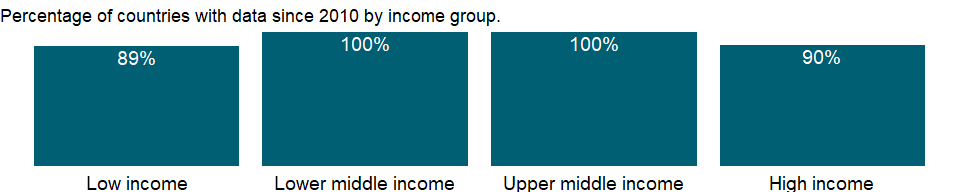 Percentage of countries with data since 2010 by income group.
89%
100%
100%
90%
Low income
Lower middle income
Upper middle income
High income